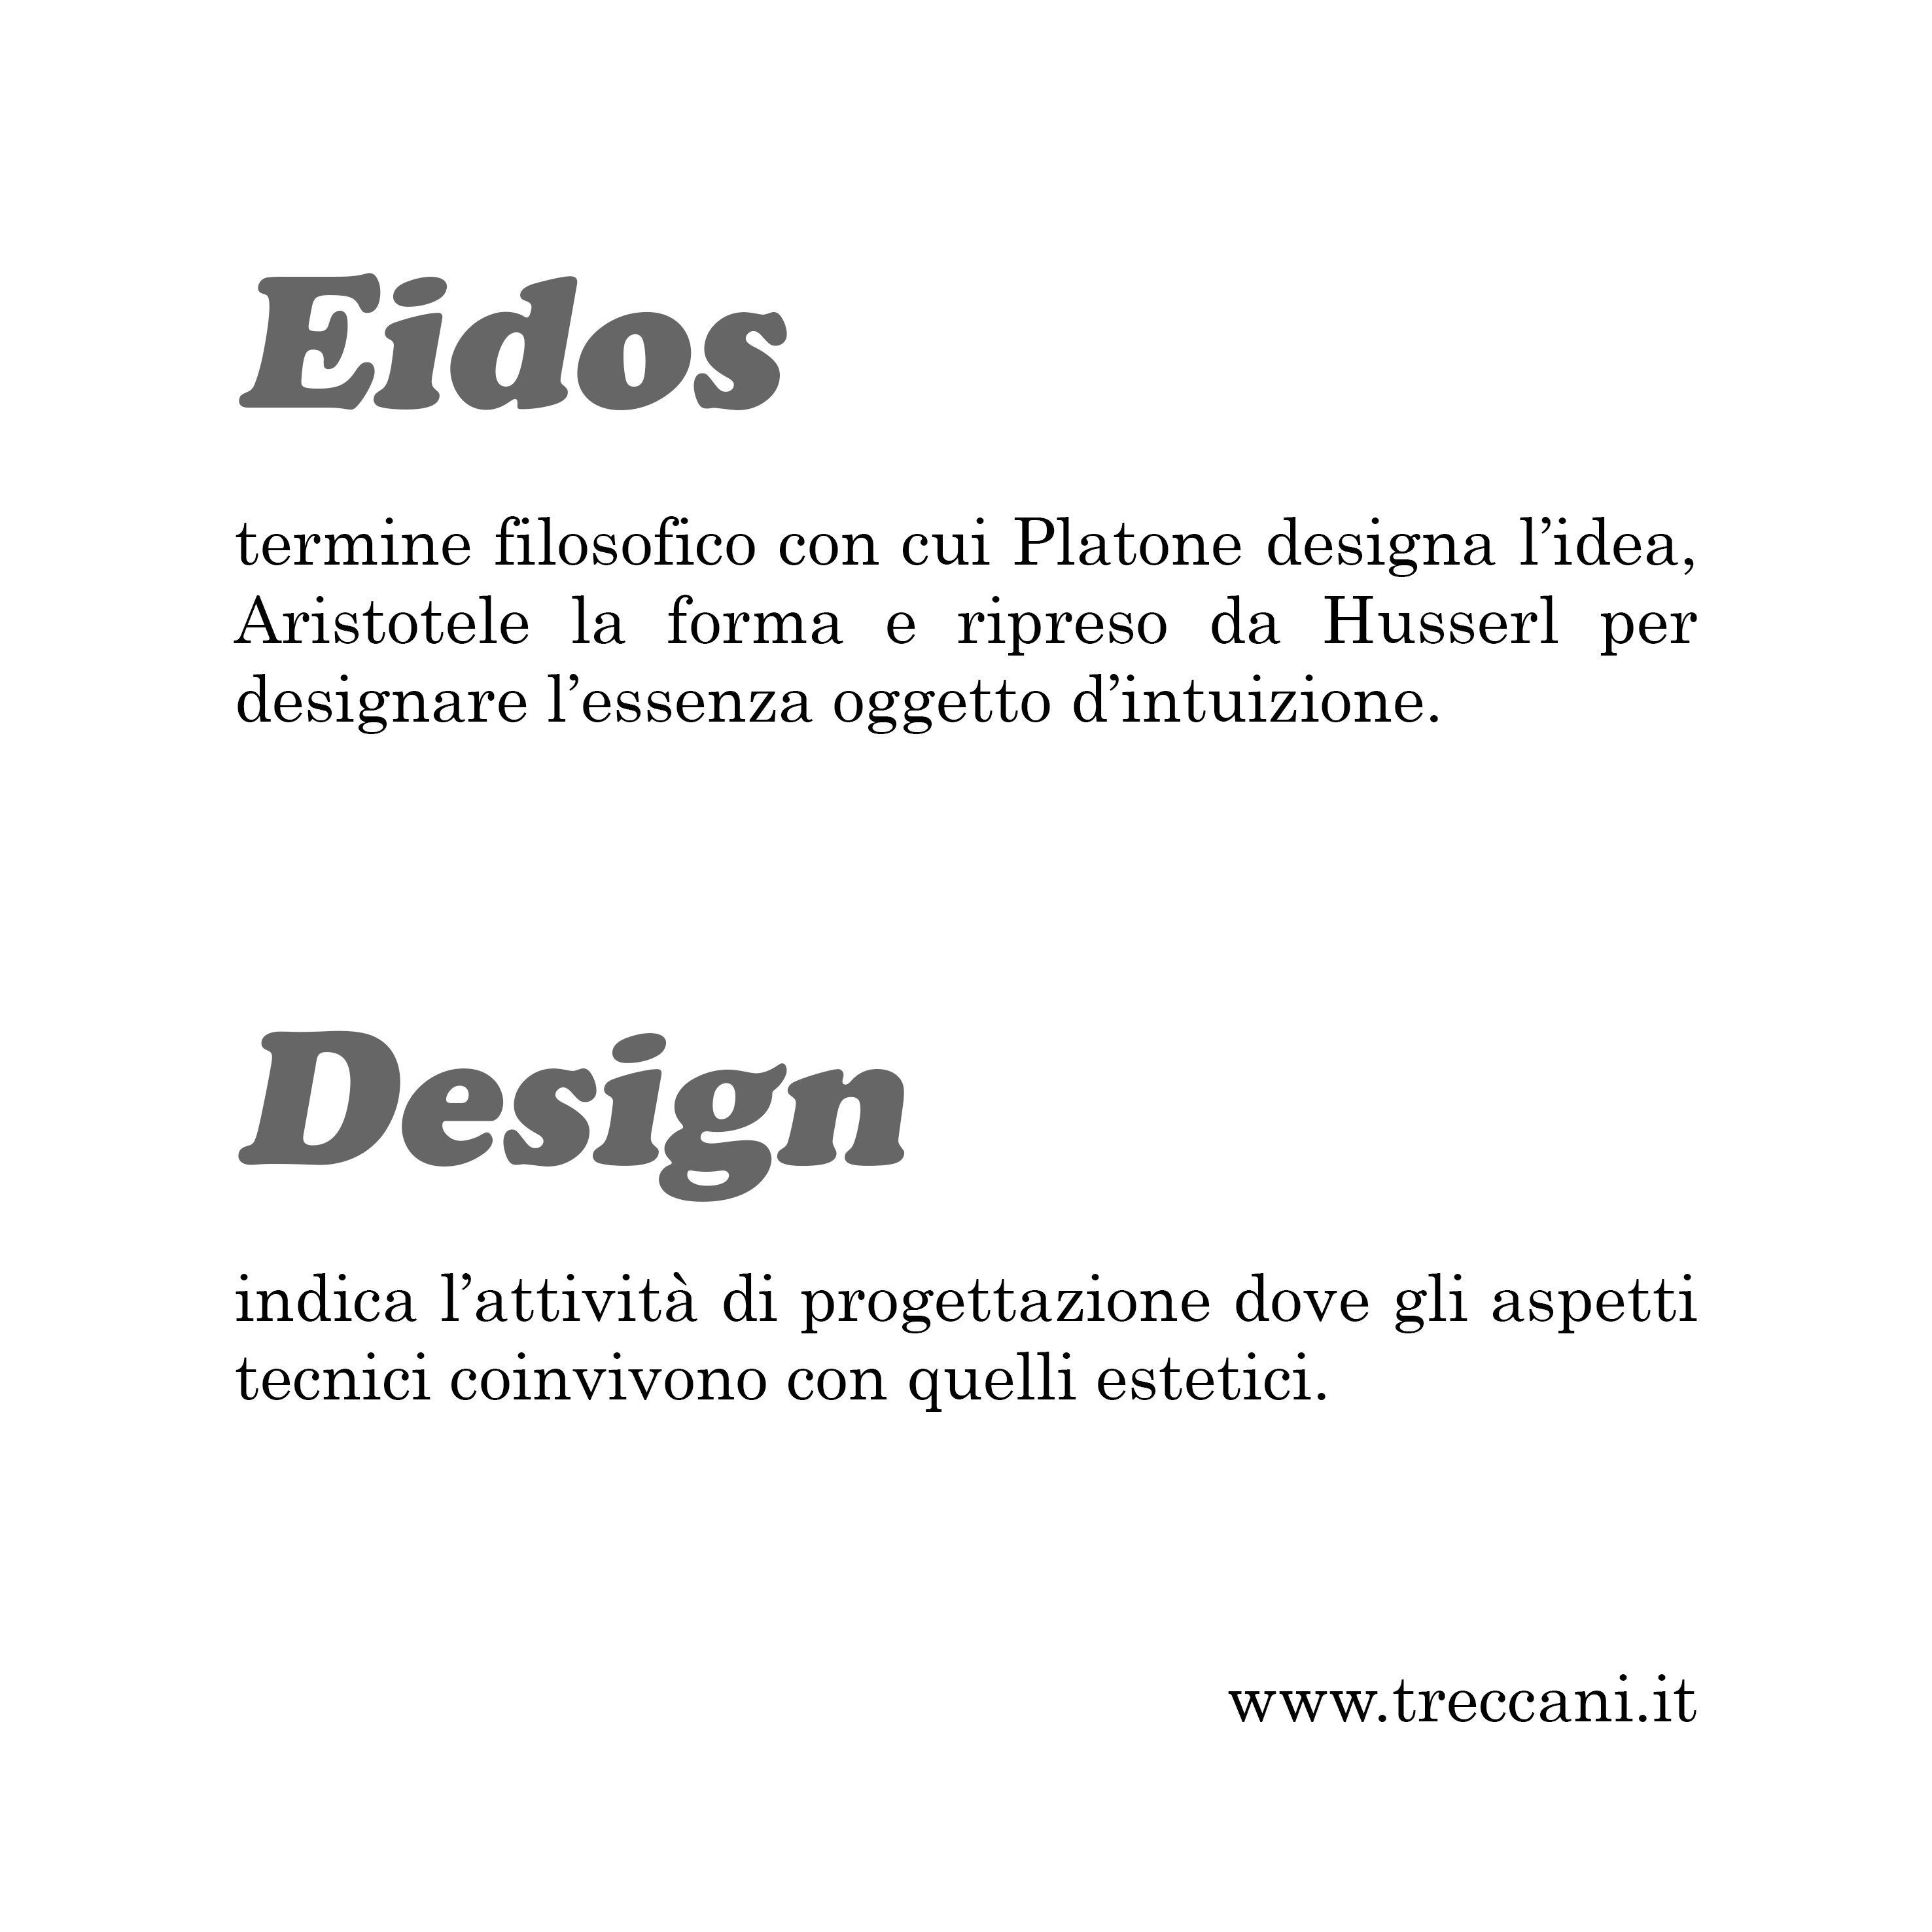 Eidos
termine filosofico con cui Platone designa l’idea,
Aristotele la forma e ripreso da Husserl per
designare l’essenza oggetto d’intuizione.
Design
indica l’attività di progettazione dove gli aspetti
tecnici coinvivono con quelli estetici.
www.treccani.it